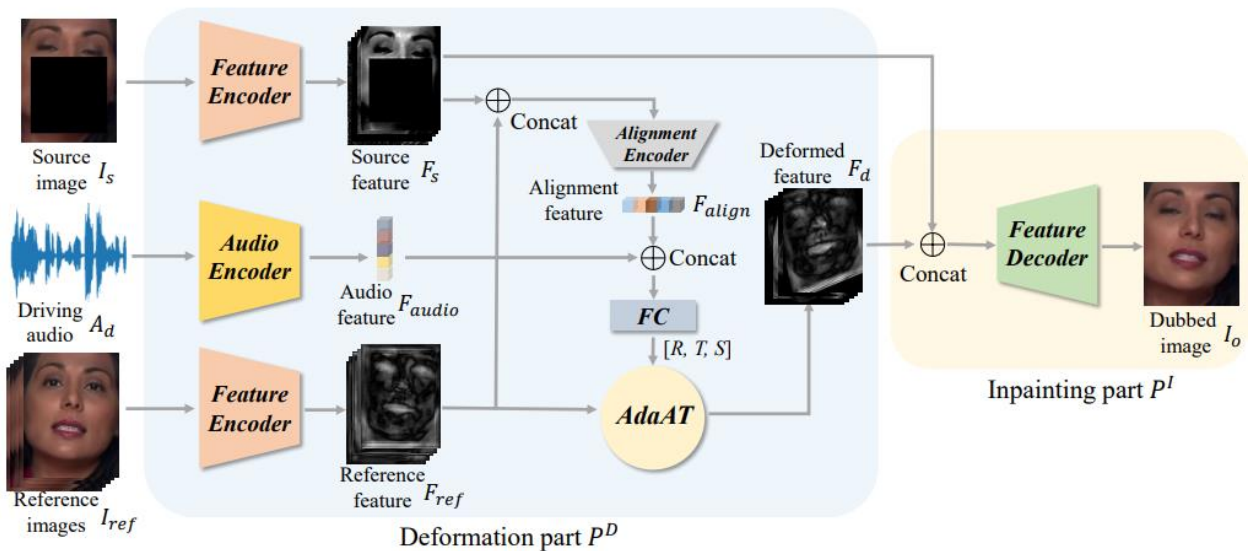 Feature
Encoder
Source
image I_s
Source
feature F_s
Concat
Alignment
Encoder
Alignment
feature F_align
Deformed
feature F_d
Audio
Encoder
Driving
audio A_d
Audio
feature F_audio
Concat
FC
[R, T, S]
AdaAT
Feature
Encoder
Reference
images I_ref
Reference
feature F_ref
Deformation part P^D
Concat
Feature
Decoder
Dubbed
image I_o
Inpainting part P^I